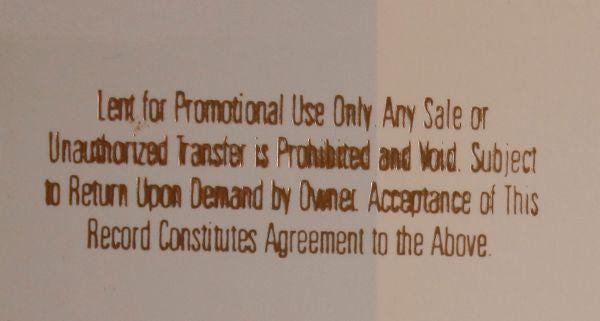 Lent for Promotional Use Only. Any Sale or
Unauthorized Transfer is Prohibited and Void. Subject
to Return Upon Demand by Owner. Acceptance of This
Record Constitutes Agreement to the Above.